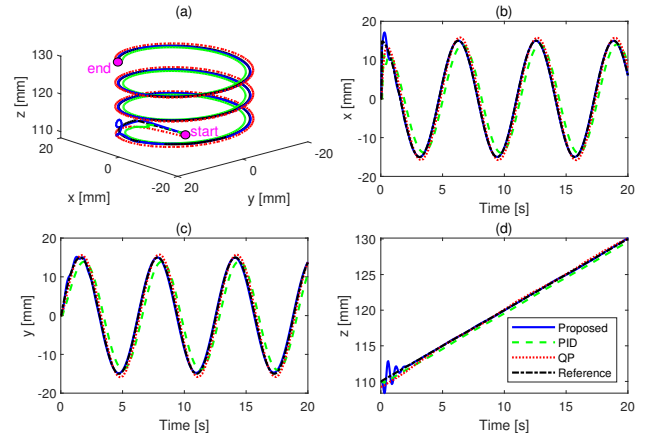 (a)
130
120
110
z [mm]
end
start
20
0
-20
x [mm]
20
0
-20
y [mm]
(b)
20
10
0
-10
-20
x [mm]
0
5
10
15
20
Time [s]
(c)
20
10
0
-10
-20
y [mm]
0
5
10
15
20
Time [s]
(d)
130
125
120
115
110
z [mm]
0
5
10
15
20
Time [s]
Proposed
PID
QP
Reference